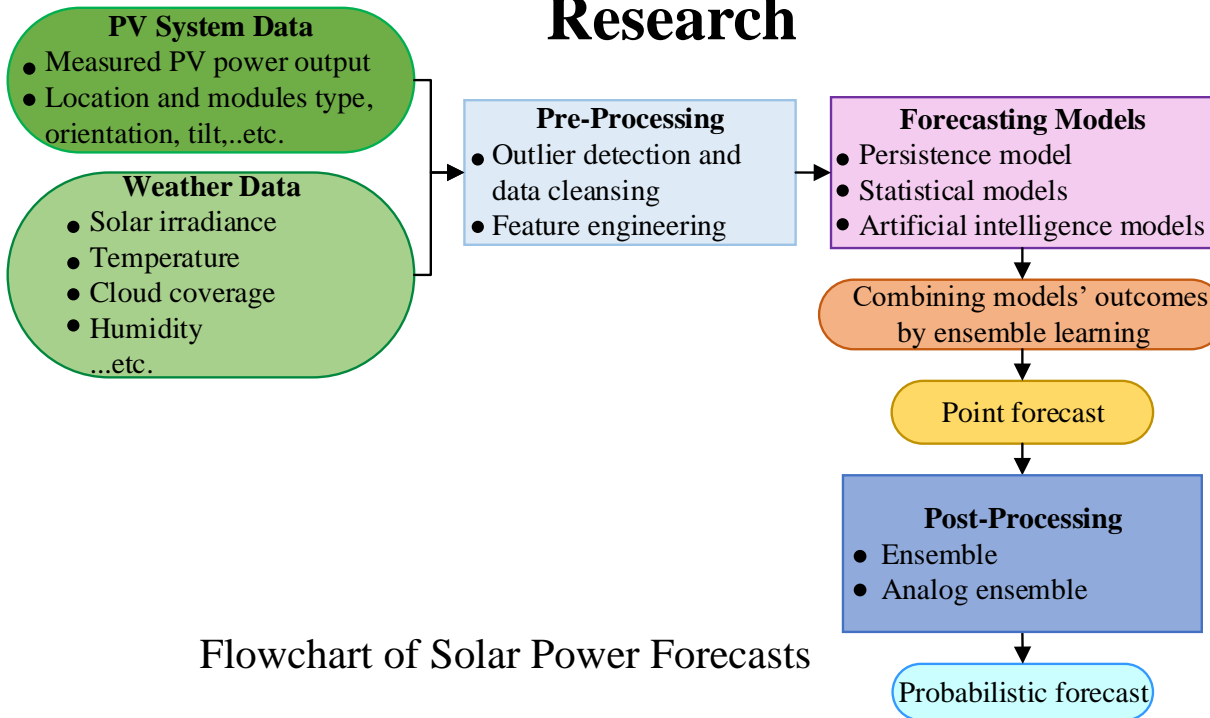 Research
PV System Data
● Measured PV power output
● Location and modules type,
orientation, tilt,..etc.
Weather Data
● Solar irradiance
● Temperature
● Cloud coverage
● Humidity
...etc.
Pre-Processing
● Outlier detection and
data cleansing
● Feature engineering
Forecasting Models
● Persistence model
● Statistical models
● Artificial intelligence models
Combining models’ outcomes
by ensemble learning
Point forecast
Post-Processing
● Ensemble
● Analog ensemble
Probabilistic forecast
Flowchart of Solar Power Forecasts